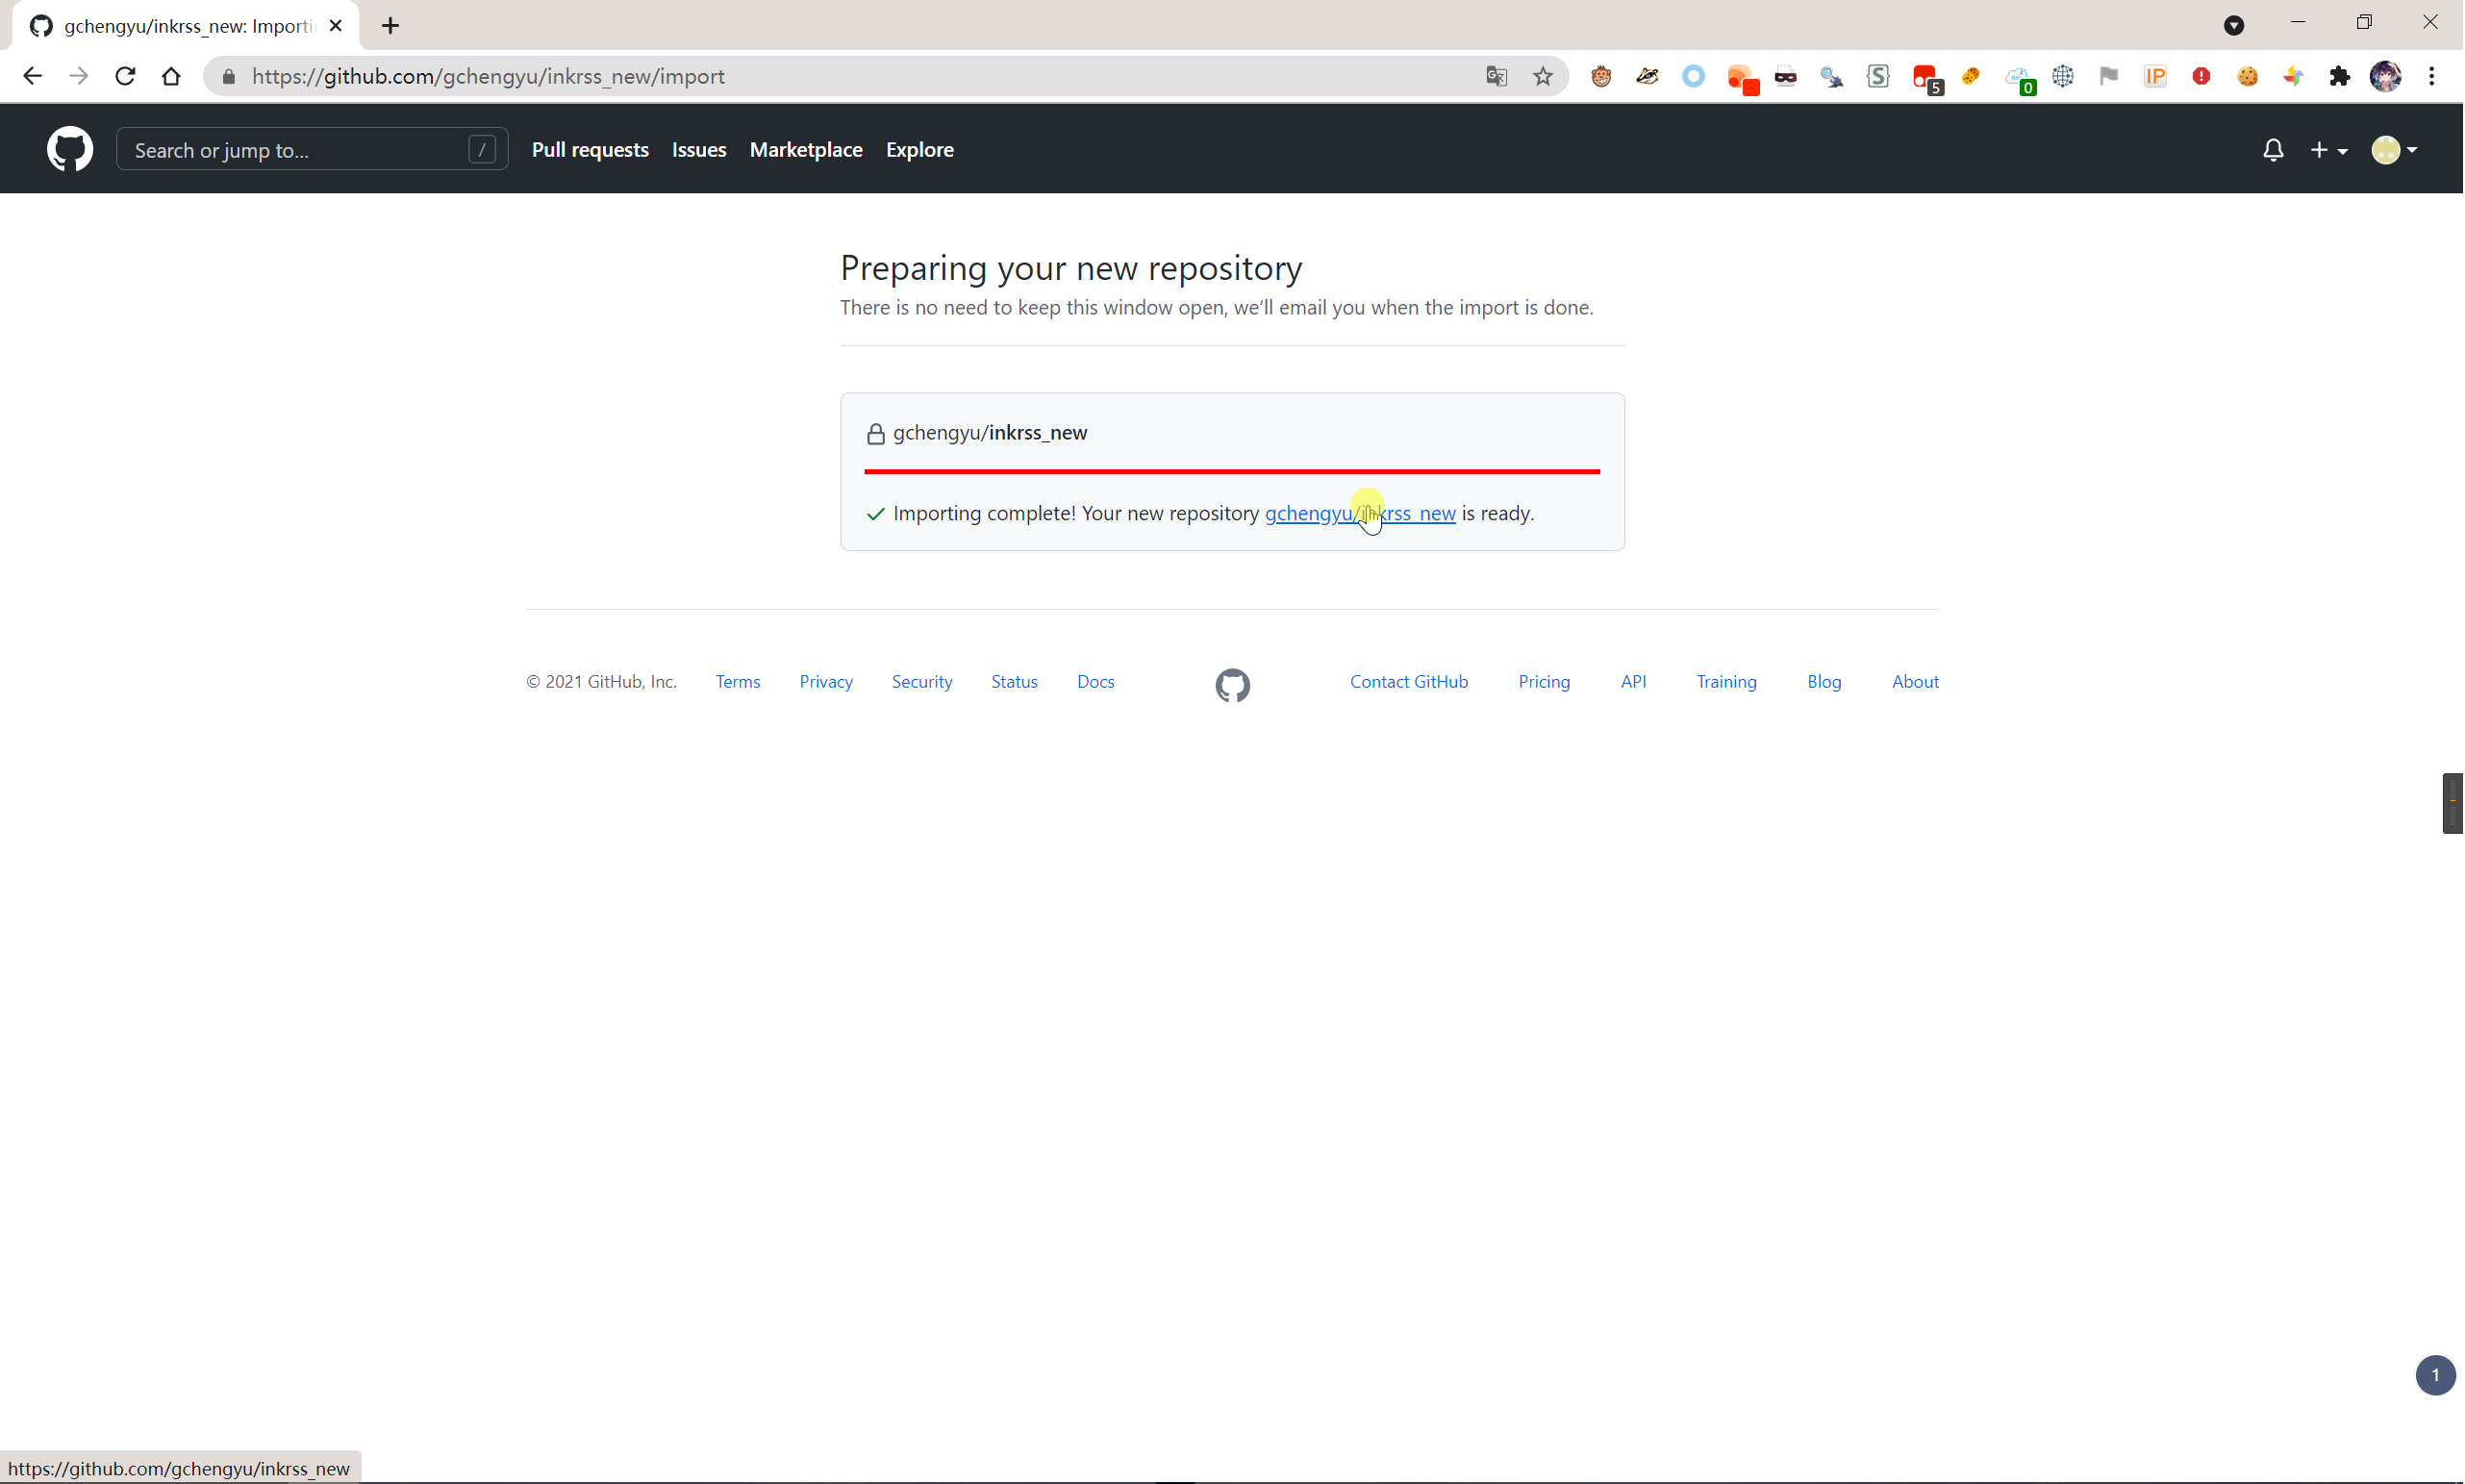 gchengyu/inkrss_new: Importi
https://github.com/gchengyu/inkrss_new/import
5
0
IP
Search or jump to...
/
Pull requests
Issues
Marketplace
Explore
Preparing your new repository
There is no need to keep this window open, we'll email you when the import is done.
gchengyu/inkrss_new
Importing complete! Your new repository gchengyu/inkrss_new is ready.
© 2021 GitHub, Inc.
Terms
Privacy
Security
Status
Docs
Contact GitHub
Pricing
API
Training
Blog
About
1
https://github.com/gchengyu/inkrss_new